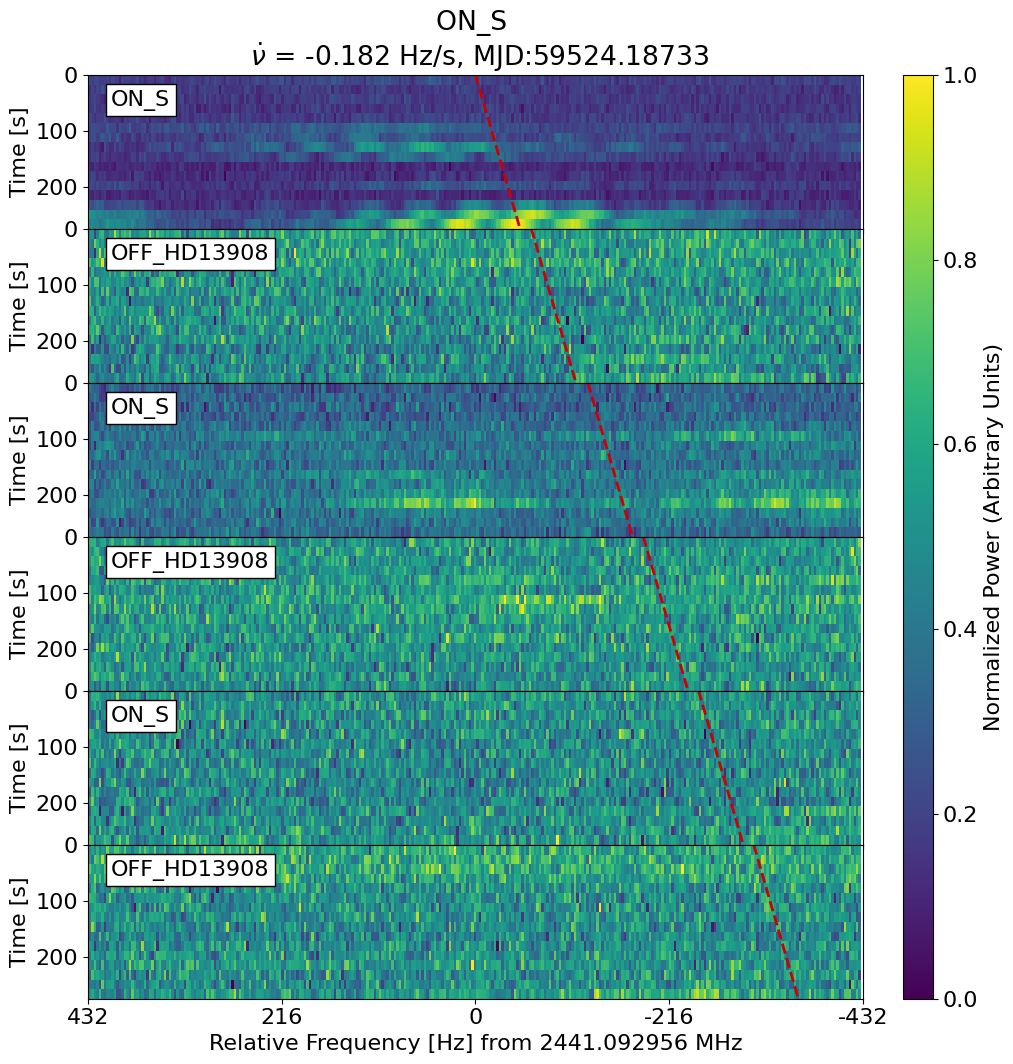 ON_S
ν̇ = -0.182 Hz/s, MJD:59524.18733
0
100
200
Time [s]
ON_S
0
100
200
Time [s]
OFF_HD13908
0
100
200
Time [s]
ON_S
0
100
200
Time [s]
OFF_HD13908
0
100
200
Time [s]
ON_S
0
100
200
Time [s]
OFF_HD13908
432 216 0 -216 -432
Relative Frequency [Hz] from 2441.092956 MHz
1.0
0.8
0.6
0.4
0.2
0.0
Normalized Power (Arbitrary Units)